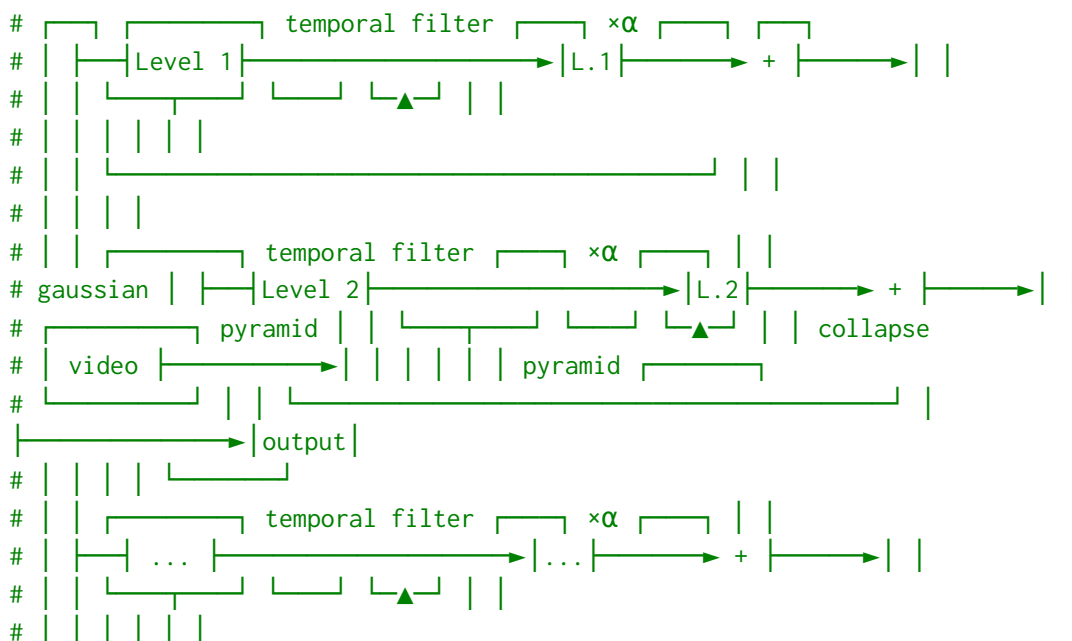 # ┌──┐ ┌────────┐ temporal filter ┌───┐ ×α ┌───┐ ┌──┐
# │ ├──┤Level 1├──────────────────►│L.1├───────► + ├──────►│ │
# │ │ └───┬────┘ └───┘ └─▲─┘ │ │
# │ │ │ │ │ │
# │ │ └───────────────────────────────────────┘ │ │
# │ │ │ │
# │ │ ┌────────┐ temporal filter ┌────┐ ×α ┌────┐ │ │
# gaussian │ ├──┤Level 2├──────────────────►│L.2├───────► + ├──────►│ │
# ┌─────────┐ pyramid │ │ └───┬────┘ └────┘ └─▲─┘ │ │ collapse
# │ video ├──────────►│ │ │ │ │ │ pyramid ┌───────┐
# └─────────┘ │ │ └───────────────────────────────────────┘ │
├─────────────►│output│
# │ │ │ │ └───────┘
# │ │ ┌────────┐ temporal filter ┌────┐ ×α ┌────┐ │ │
# │ ├──┤ ... ├──────────────────►│...├───────► + ├──────►│ │
# │ │ └───┬────┘ └────┘ └─▲─┘ │ │
# │ │ │ │ │ │